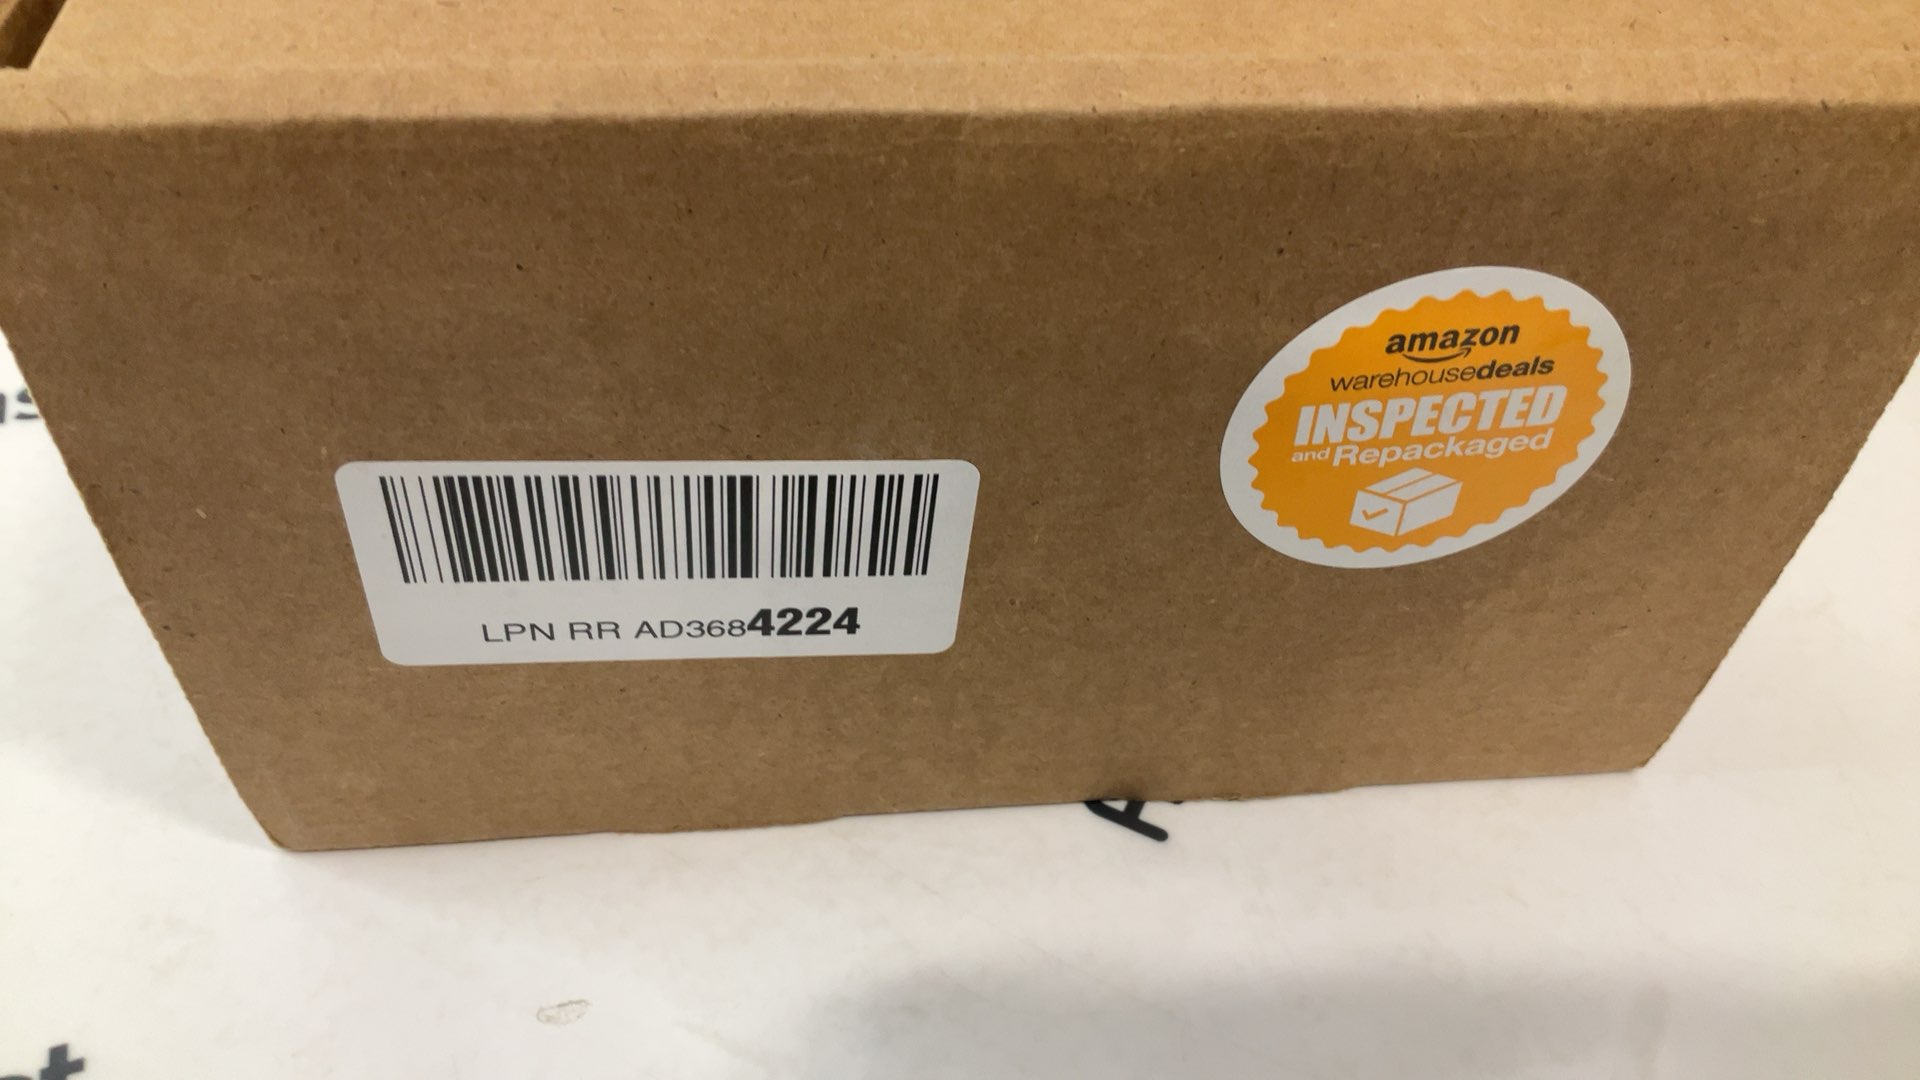 LPN RR AD3684224
amazon
warehousedeals
INSPECTED
and Repackaged